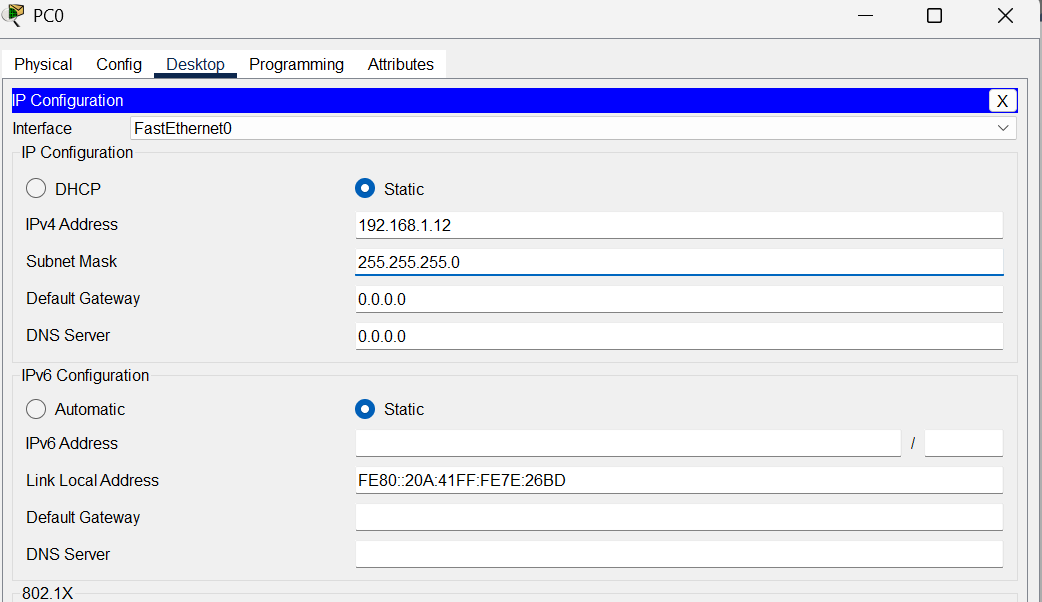 PC0
Physical Config Desktop Programming Attributes
IP Configuration X
Interface FastEthernet0
IP Configuration
DHCP Static
IPv4 Address 192.168.1.12
Subnet Mask 255.255.255.0
Default Gateway 0.0.0.0
DNS Server 0.0.0.0
IPv6 Configuration
Automatic Static
IPv6 Address /
Link Local Address FE80::20A:41FF:FE7E:26BD
Default Gateway
DNS Server
802.1X